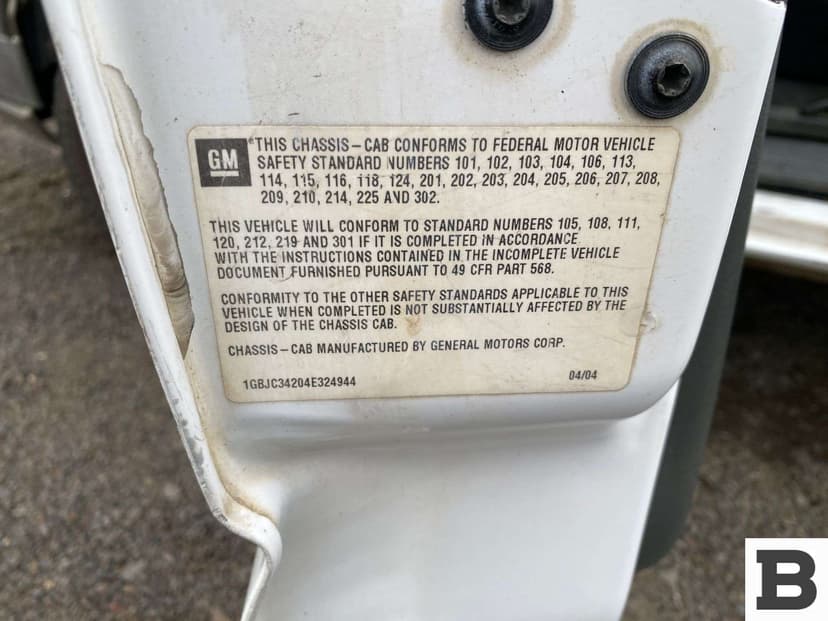 GM
THIS CHASSIS-CAB CONFORMS TO FEDERAL MOTOR VEHICLE
SAFETY STANDARD NUMBERS 101, 102, 103, 104, 106, 113,
114, 115, 116, 118, 124, 201, 202, 203, 204, 205, 206, 207, 208,
209, 210, 214, 225 AND 302.
THIS VEHICLE WILL CONFORM TO STANDARD NUMBERS 105, 108, 111,
120, 212, 219 AND 301 IF IT IS COMPLETED IN ACCORDANCE
WITH THE INSTRUCTIONS CONTAINED IN THE INCOMPLETE VEHICLE
DOCUMENT FURNISHED PURSUANT TO 49 CFR PART 568.
CONFORMITY TO THE OTHER SAFETY STANDARDS APPLICABLE TO THIS
VEHICLE WHEN COMPLETED IS NOT SUBSTANTIALLY AFFECTED BY THE
DESIGN OF THE CHASSIS CAB.
CHASSIS-CAB MANUFACTURED BY GENERAL MOTORS CORP.
1GBJC34204E324944 04/04
B